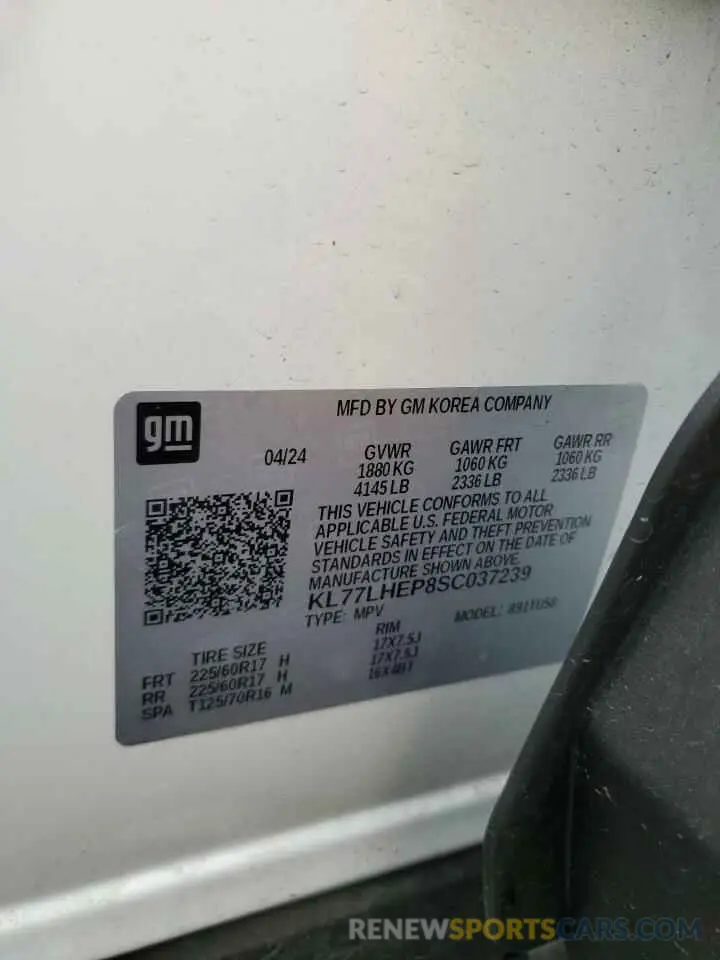 gm
MFD BY GM KOREA COMPANY
04/24 GVWR GAWR FRT GAWR RR
1880 KG 1060 KG 1060 KG
4145 LB 2336 LB 2336 LB
THIS VEHICLE CONFORMS TO ALL
APPLICABLE U.S. FEDERAL MOTOR
VEHICLE SAFETY AND THEFT PREVENTION
STANDARDS IN EFFECT ON THE DATE OF
MANUFACTURE SHOWN ABOVE.
KL77LHEP8SC037239
TYPE: MPV MODEL:
TIRE SIZE RIM
FRT 225/60R17 H 17X7.5J
RR 225/60R17 H 17X7.5J
SPA T125/70R16 M 16X4BT
RENEWSPORTSCARS.COM